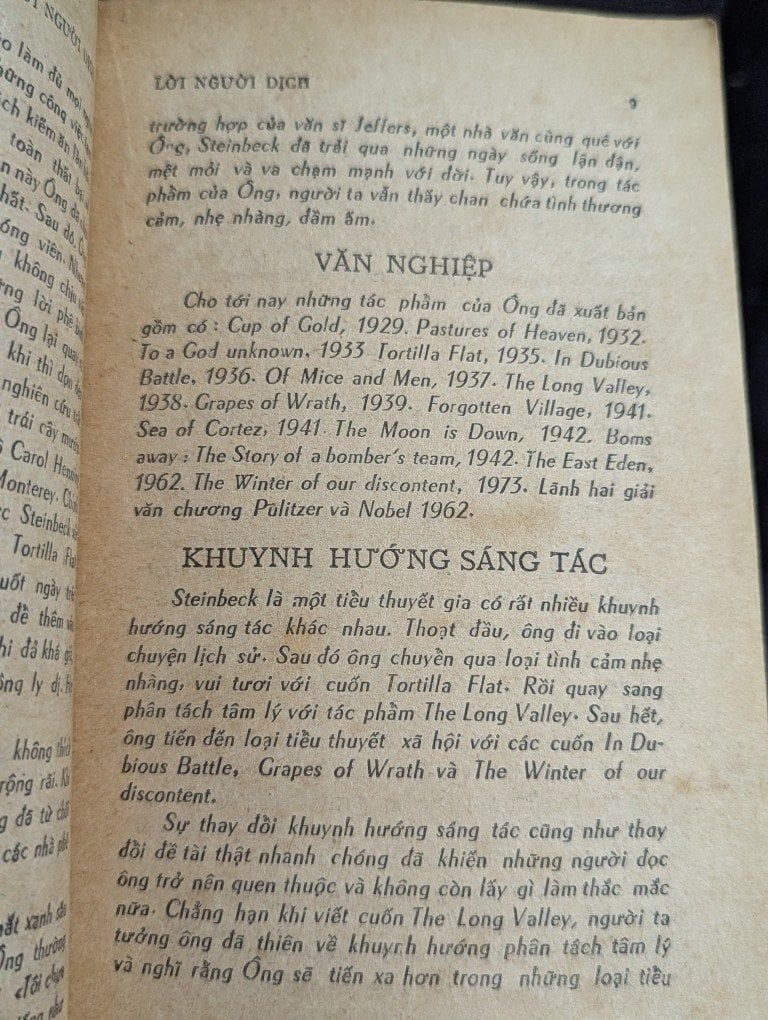 LỜI NGƯỜI DỊCH
9
trường hợp của văn sĩ Jeffers, một nhà văn cùng quê với
Ông, Steinbeck đã trải qua những ngày sống lận đận,
mệt mỏi và va chạm mạnh với đời. Tuy vậy, trong tác
phẩm của Ông, người ta vẫn thấy chan chứa tình thương
cảm, nhẹ nhàng, đầm ấm.
VĂN NGHIỆP
Cho tới nay những tác phẩm của Ông đã xuất bản
gồm có : Cup of Gold, 1929. Pastures of Heaven, 1932.
To a God unknown, 1933 Tortilla Flat, 1935. In Dubious
Battle, 1936. Of Mice and Men, 1937. The Long Valley,
1938. Grapes of Wrath, 1939. Forgotten Village, 1941.
Sea of Cortez, 1941. The Moon is Down, 1942. Boms
away : The Story of a bomber's team, 1942. The East Eden,
1962. The Winter of our discontent, 1973. Lãnh hai giải
văn chương Pulitzer và Nobel 1962.
KHUYNH HƯỚNG SÁNG TÁC
Steinbeck là một tiểu thuyết gia có rất nhiều khuynh
hướng sáng tác khác nhau. Thoạt đầu, ông đi vào loại
chuyện lịch sử. Sau đó ông chuyển qua loại tình cảm nhẹ
nhàng, vui tươi với cuốn Tortilla Flat. Rồi quay sang
phân tách tâm lý với tác phẩm The Long Valley. Sau hết,
ông tiến đến loại tiểu thuyết xã hội với các cuốn In Du-
bious Battle, Grapes of Wrath và The Winter of our
discontent.
Sự thay đổi khuynh hướng sáng tác cũng như thay
đổi đề tài thật nhanh chóng đã khiến những người đọc
ông trở nên quen thuộc và không còn lấy gì làm thắc mắc
nữa. Chẳng hạn khi viết cuốn The Long Valley, người ta
tưởng ông đã thiên về khuynh hướng phân tách tâm lý
và nghĩ rằng Ông sẽ tiến xa hơn trong những loại tiểu